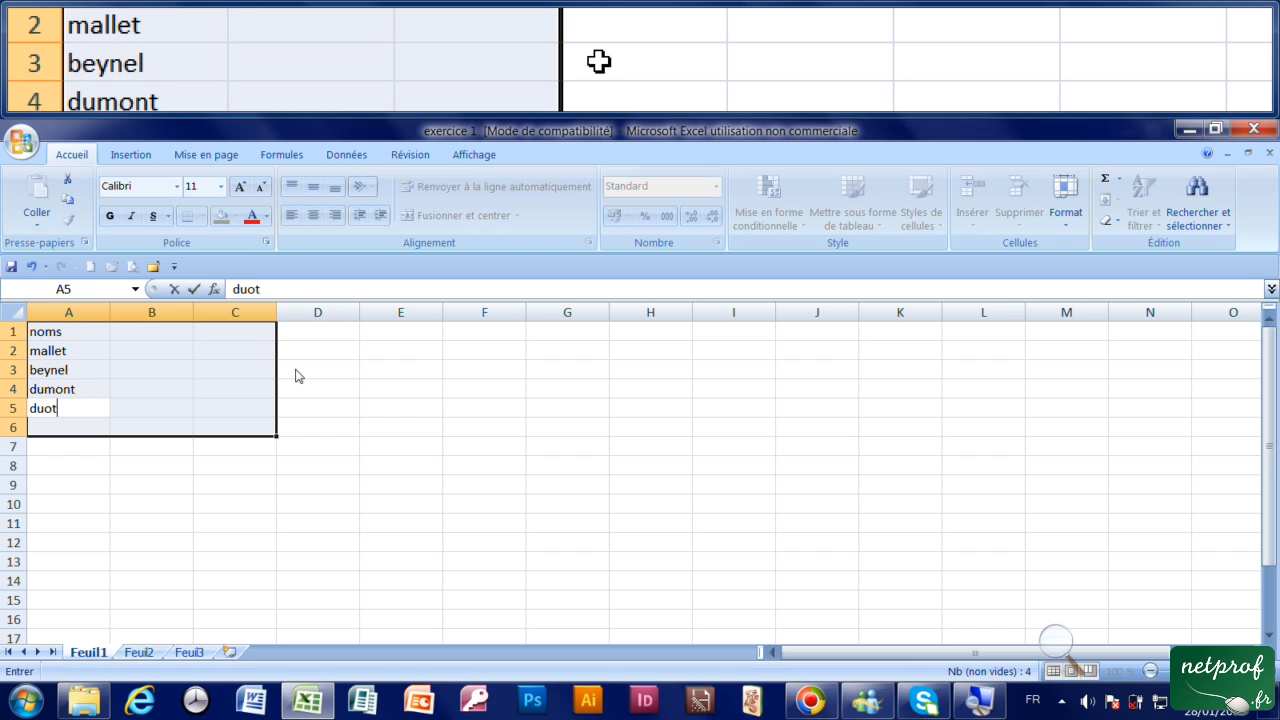 2 mallet
3 beynel
4 dumont
exercice 1 [Mode de compatibilité] - Microsoft Excel utilisation non commerciale
Accueil Insertion Mise en page Formules Données Révision Affichage
Calibri 11
Renvoyer à la ligne automatiquement
Standard
Coller
G I S A
Fusionner et centrer
% 000
Mise en forme conditionnelle
Mettre sous forme de tableau
Styles de cellules
Insérer Supprimer Format
Σ
Trier et filtrer
Rechercher et sélectionner
Presse-papiers Police Alignement Nombre Style Cellules Édition
A5 fx duot
A B C D E F G H I J K L M N O
1 noms
2 mallet
3 beynel
4 dumont
5 duot
6
7
8
9
10
11
12
13
14
15
16
17
Feuil1 Feuil2 Feuil3
Entrer Nb (non vides) : 4
Ps Ai ID FR
netprof
.fr